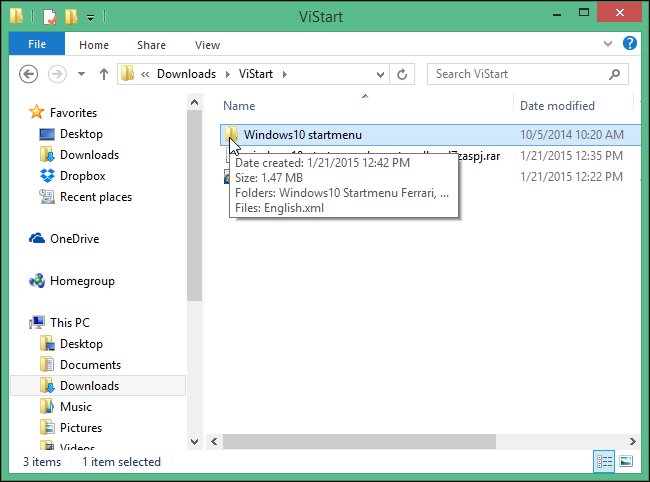 ViStart
File Home Share View
Downloads ViStart
Search ViStart
Name Date modified
Favorites
Desktop
Downloads
Dropbox
Recent places
OneDrive
Homegroup
This PC
Desktop
Documents
Downloads
Music
Pictures
Videos
Windows10 startmenu 10/5/2014 10:20 AM
1/21/2015 12:35 PM
1/21/2015 12:22 PM
Date created: 1/21/2015 12:42 PM
Size: 1.47 MB
Folders: Windows10 Startmenu Ferrari, ...
Files: English.xml
3 items 1 item selected